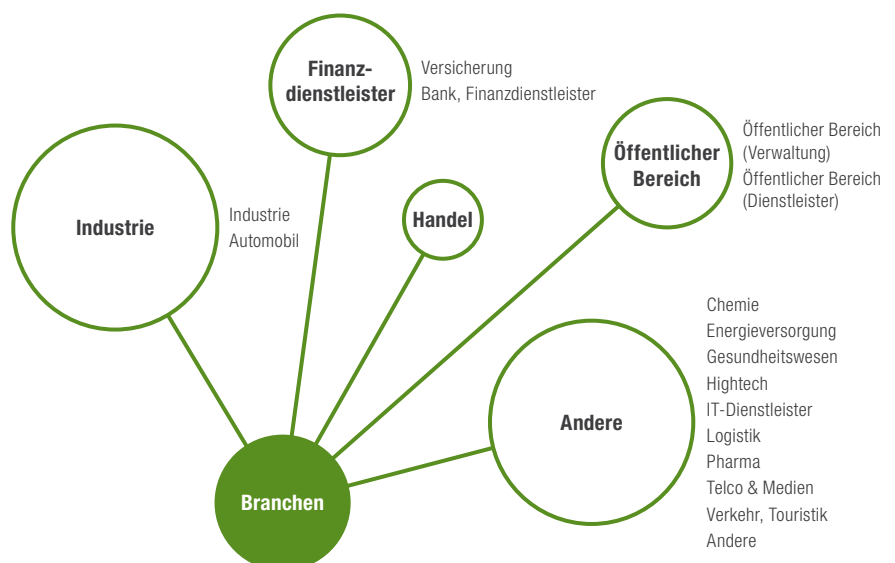 Finanz-
dienstleister
Versicherung
Bank, Finanzdienstleister
Öffentlicher
Bereich
Öffentlicher Bereich
(Verwaltung)
Öffentlicher Bereich
(Dienstleister)
Industrie
Industrie
Automobil
Handel
Andere
Chemie
Energieversorgung
Gesundheitswesen
Hightech
IT-Dienstleister
Logistik
Pharma
Telco & Medien
Verkehr, Touristik
Andere
Branchen